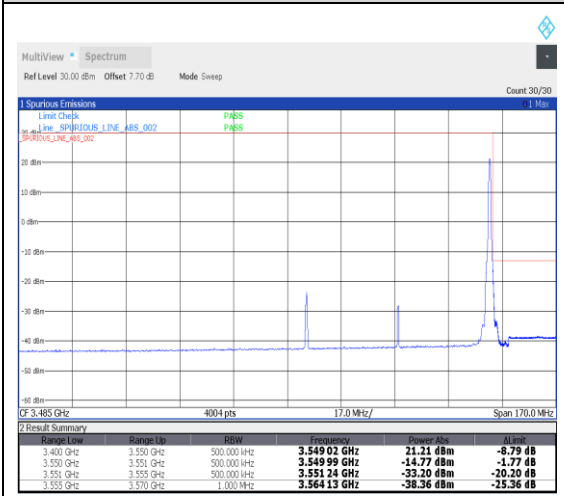 MultiView Spectrum
Ref Level 30.00 dBm Offset 7.70 dB Mode Sweep
Count 30/30
1 Spurious Emissions 1 Max
Limit Check PASS
Line _SPURIOUS_LINE_ABS_002 PASS
_SPURIOUS_LINE_ABS_002
20 dBm
10 dBm
0 dBm
-10 dBm
-20 dBm
-30 dBm
-40 dBm
-50 dBm
-60 dBm
CF 3.485 GHz 4004 pts 17.0 MHz/ Span 170.0 MHz
2 Result Summary
Range Low Range Up RBW Frequency Power Abs ΔLimit
3.400 GHz 3.550 GHz 500.000 kHz 3.549 02 GHz 21.21 dBm -8.79 dB
3.550 GHz 3.551 GHz 500.000 kHz 3.549 99 GHz -14.77 dBm -1.77 dB
3.551 GHz 3.555 GHz 500.000 kHz 3.551 24 GHz -33.20 dBm -20.20 dB
3.555 GHz 3.570 GHz 1.000 MHz 3.564 13 GHz -38.36 dBm -25.36 dB